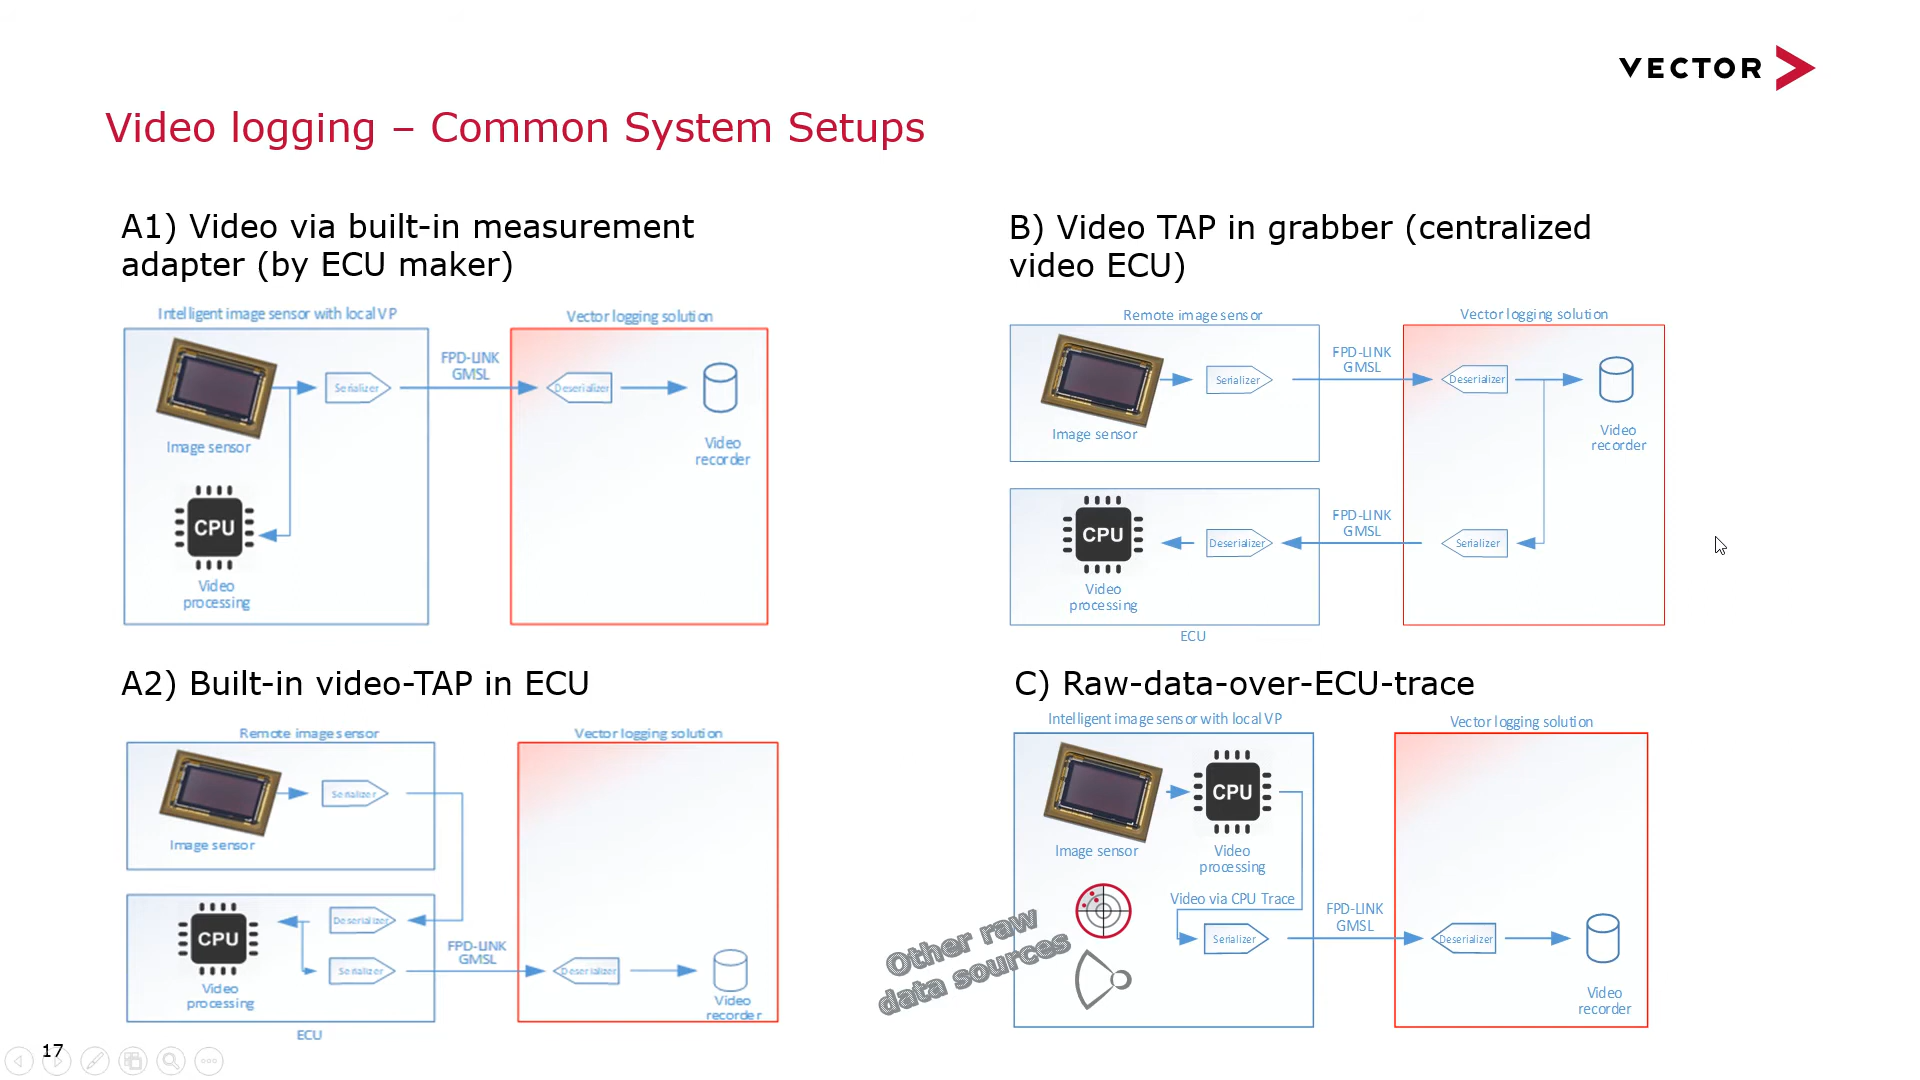 VECTOR
Video logging – Common System Setups
A1) Video via built-in measurement
adapter (by ECU maker)
Intelligent image sensor with local VP
Vector logging solution
FPD-LINK
GMSL
Serializer
Deserializer
Image sensor
Video
recorder
CPU
Video
processing
B) Video TAP in grabber (centralized
video ECU)
Remote image sensor
Vector logging solution
FPD-LINK
GMSL
Serializer
Deserializer
Image sensor
Video
recorder
CPU
FPD-LINK
GMSL
Deserializer
Serializer
Video
processing
ECU
A2) Built-in video-TAP in ECU
Remote image sensor
Vector logging solution
Serializer
Image sensor
CPU
Deserializer
Serializer
FPD-LINK
GMSL
Deserializer
Video
processing
Video
recorder
ECU
C) Raw-data-over-ECU-trace
Intelligent image sensor with local VP
Vector logging solution
CPU
Image sensor
Video
processing
Video via CPU Trace
Other raw
data sources
Serializer
FPD-LINK
GMSL
Deserializer
Video
recorder
17